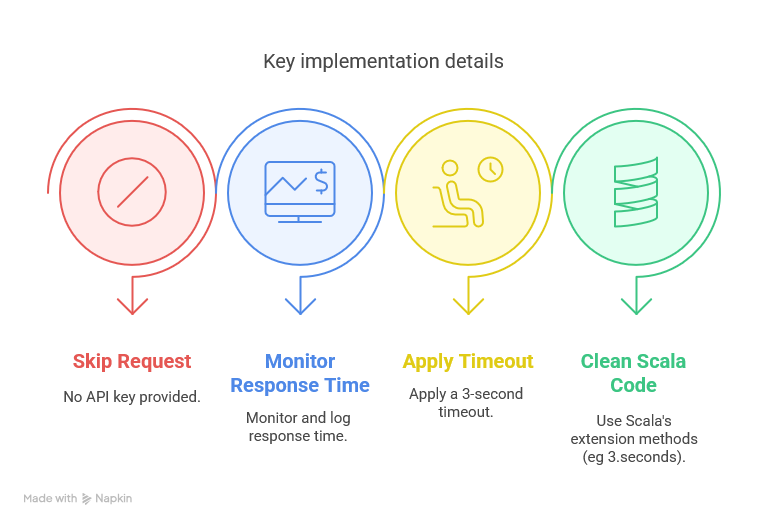 Key implementation details
$
Skip Request
No API key provided.
Monitor
Response Time
Monitor and log
response time.
Apply Timeout
Apply a 3-second
timeout.
Clean Scala
Code
Use Scala's
extension methods
(eg 3.seconds).
Made with Napkin